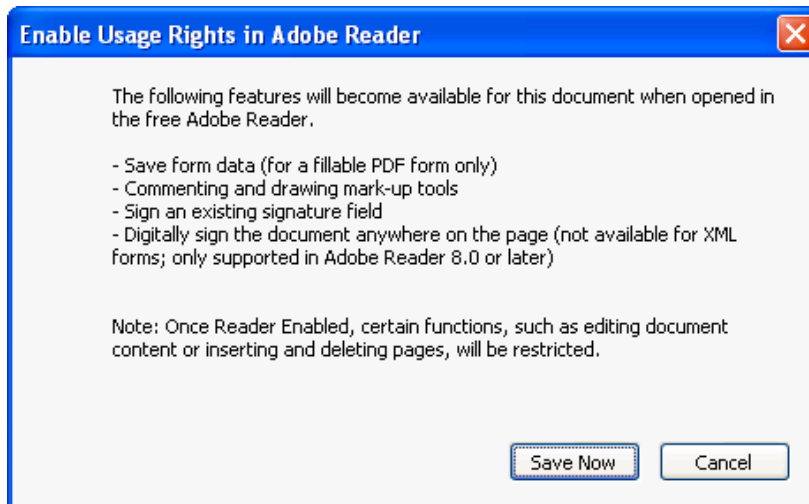 Enable Usage Rights in Adobe Reader
The following features will become available for this document when opened in
the free Adobe Reader.
- Save form data (for a fillable PDF form only)
- Commenting and drawing mark-up tools
- Sign an existing signature field
- Digitally sign the document anywhere on the page (not available for XML
forms; only supported in Adobe Reader 8.0 or later)
Note: Once Reader Enabled, certain functions, such as editing document
content or inserting and deleting pages, will be restricted.
Save Now
Cancel